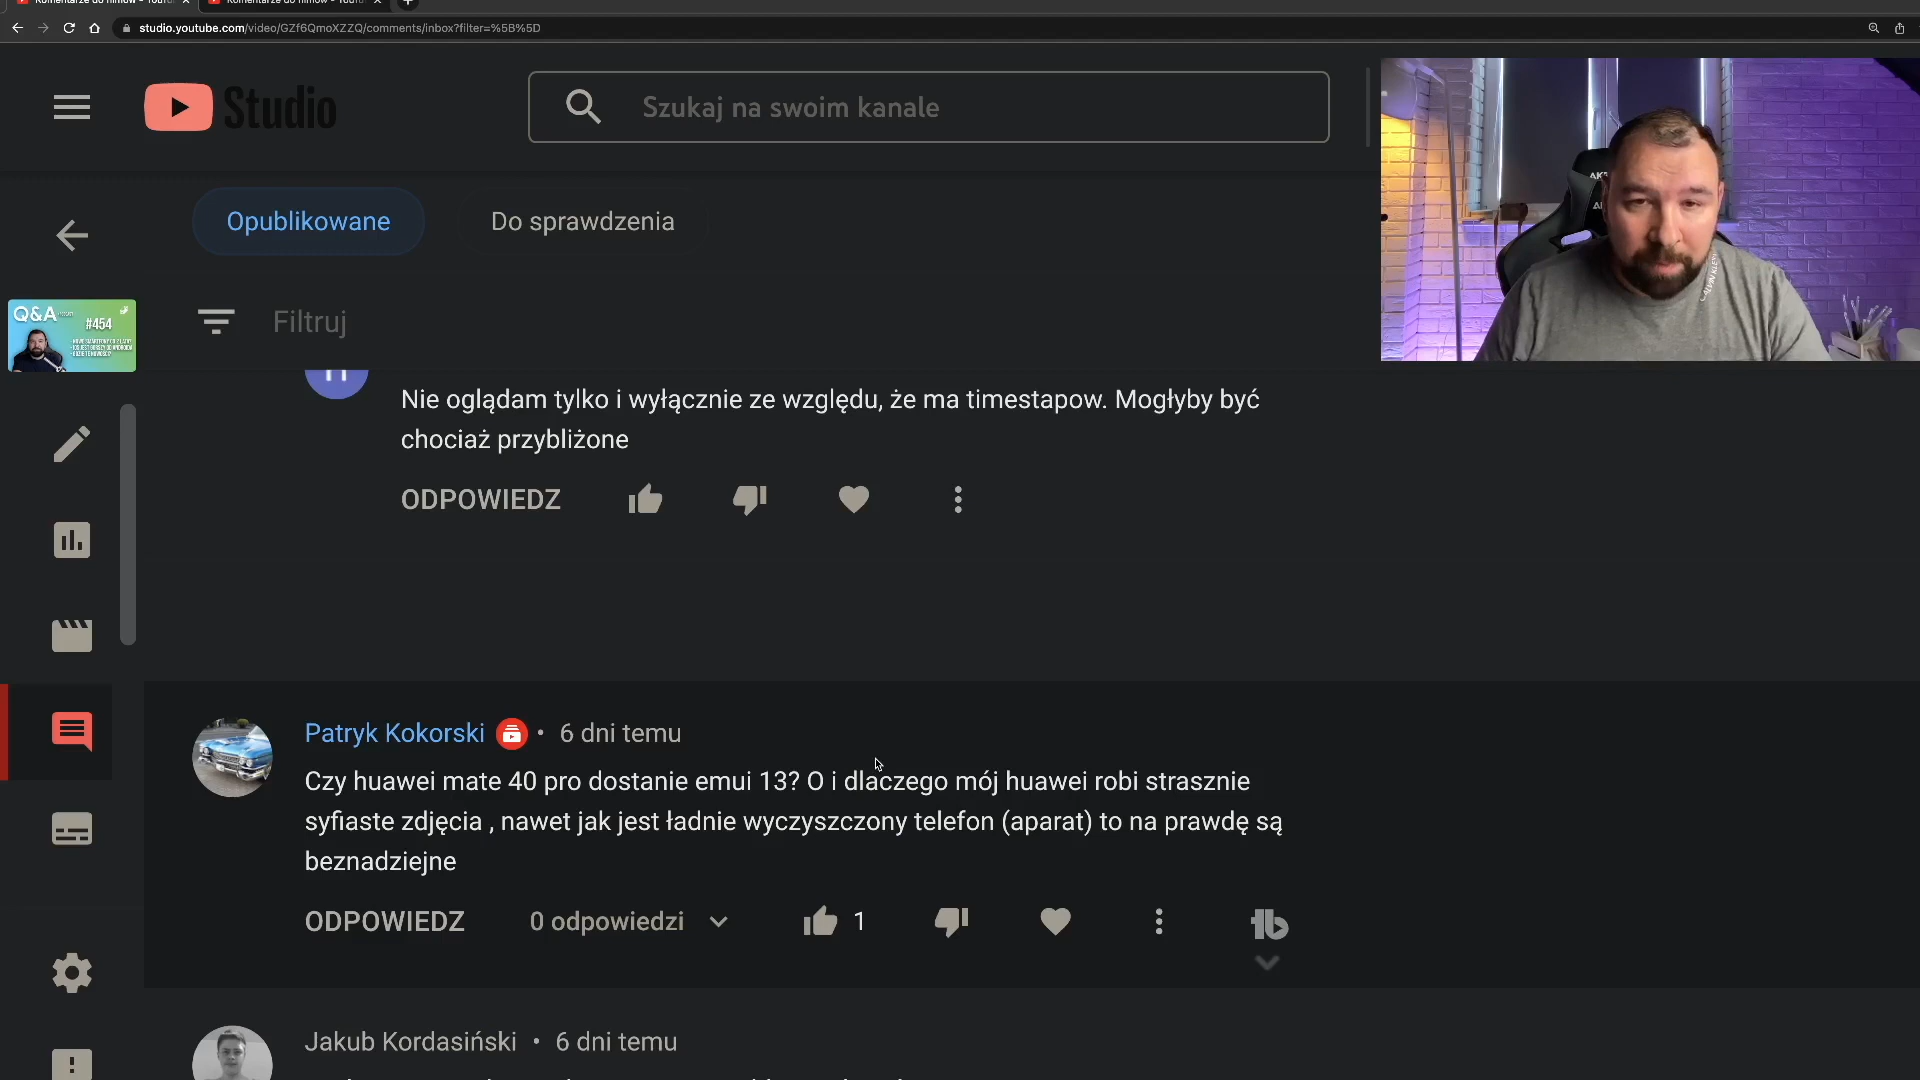 studio.youtube.com/video/GZf6QmoXZZQ/comments/inbox?filter=%5B%5D
Studio
Szukaj na swoim kanale
Opublikowane
Do sprawdzenia
Q&A
#454
Filtruj
Nie oglądam tylko i wyłącznie ze względu, że ma timestapow. Mogłyby być
chociaż przybliżone
ODPOWIEDZ
Patryk Kokorski • 6 dni temu
Czy huawei mate 40 pro dostanie emui 13? O i dlaczego mój huawei robi strasznie
syfiaste zdjęcia , nawet jak jest ładnie wyczyszczony telefon (aparat) to na prawdę są
beznadziejne
ODPOWIEDZ
0 odpowiedzi
1
Jakub Kordasiński • 6 dni temu